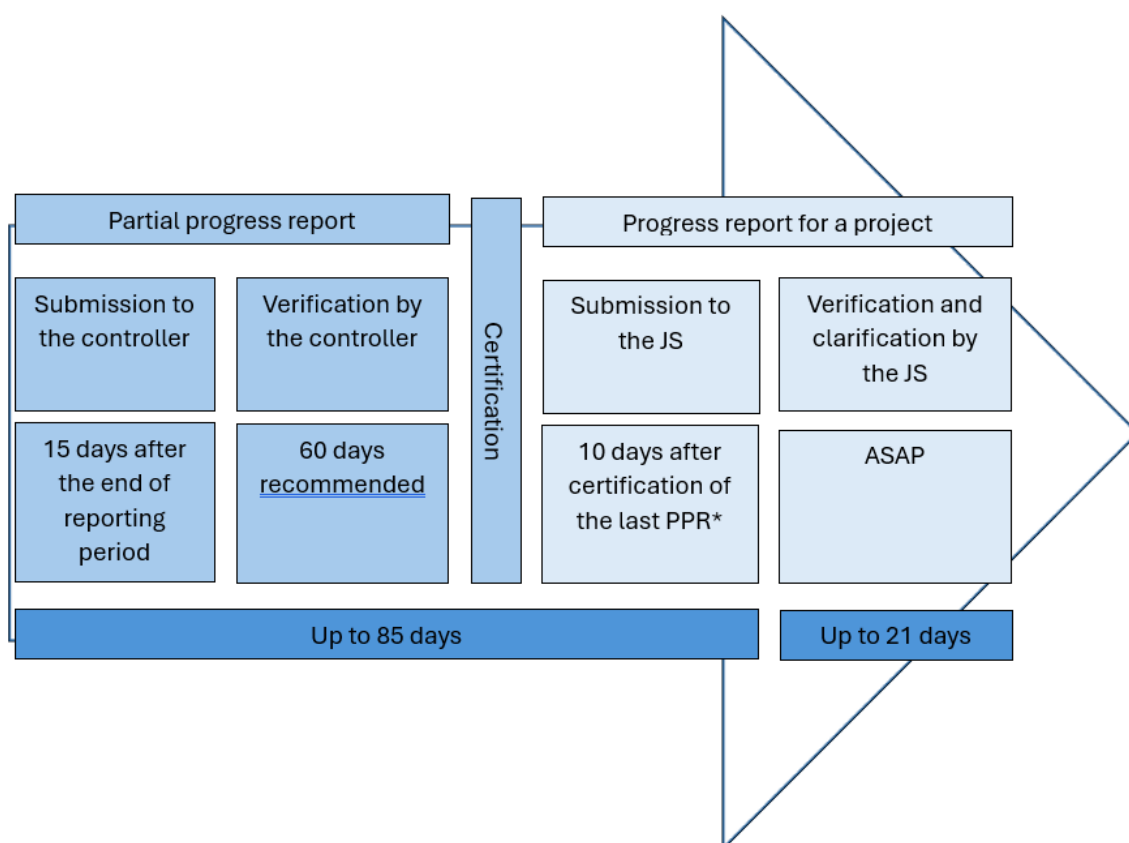 Partial progress report
Progress report for a project
Submission to
the controller
Verification by
the controller
Certification
Submission to
the JS
Verification and
clarification by
the JS
15 days after
the end of
reporting
period
60 days
recommended
10 days after
certification of
the last PPR*
ASAP
Up to 85 days
Up to 21 days